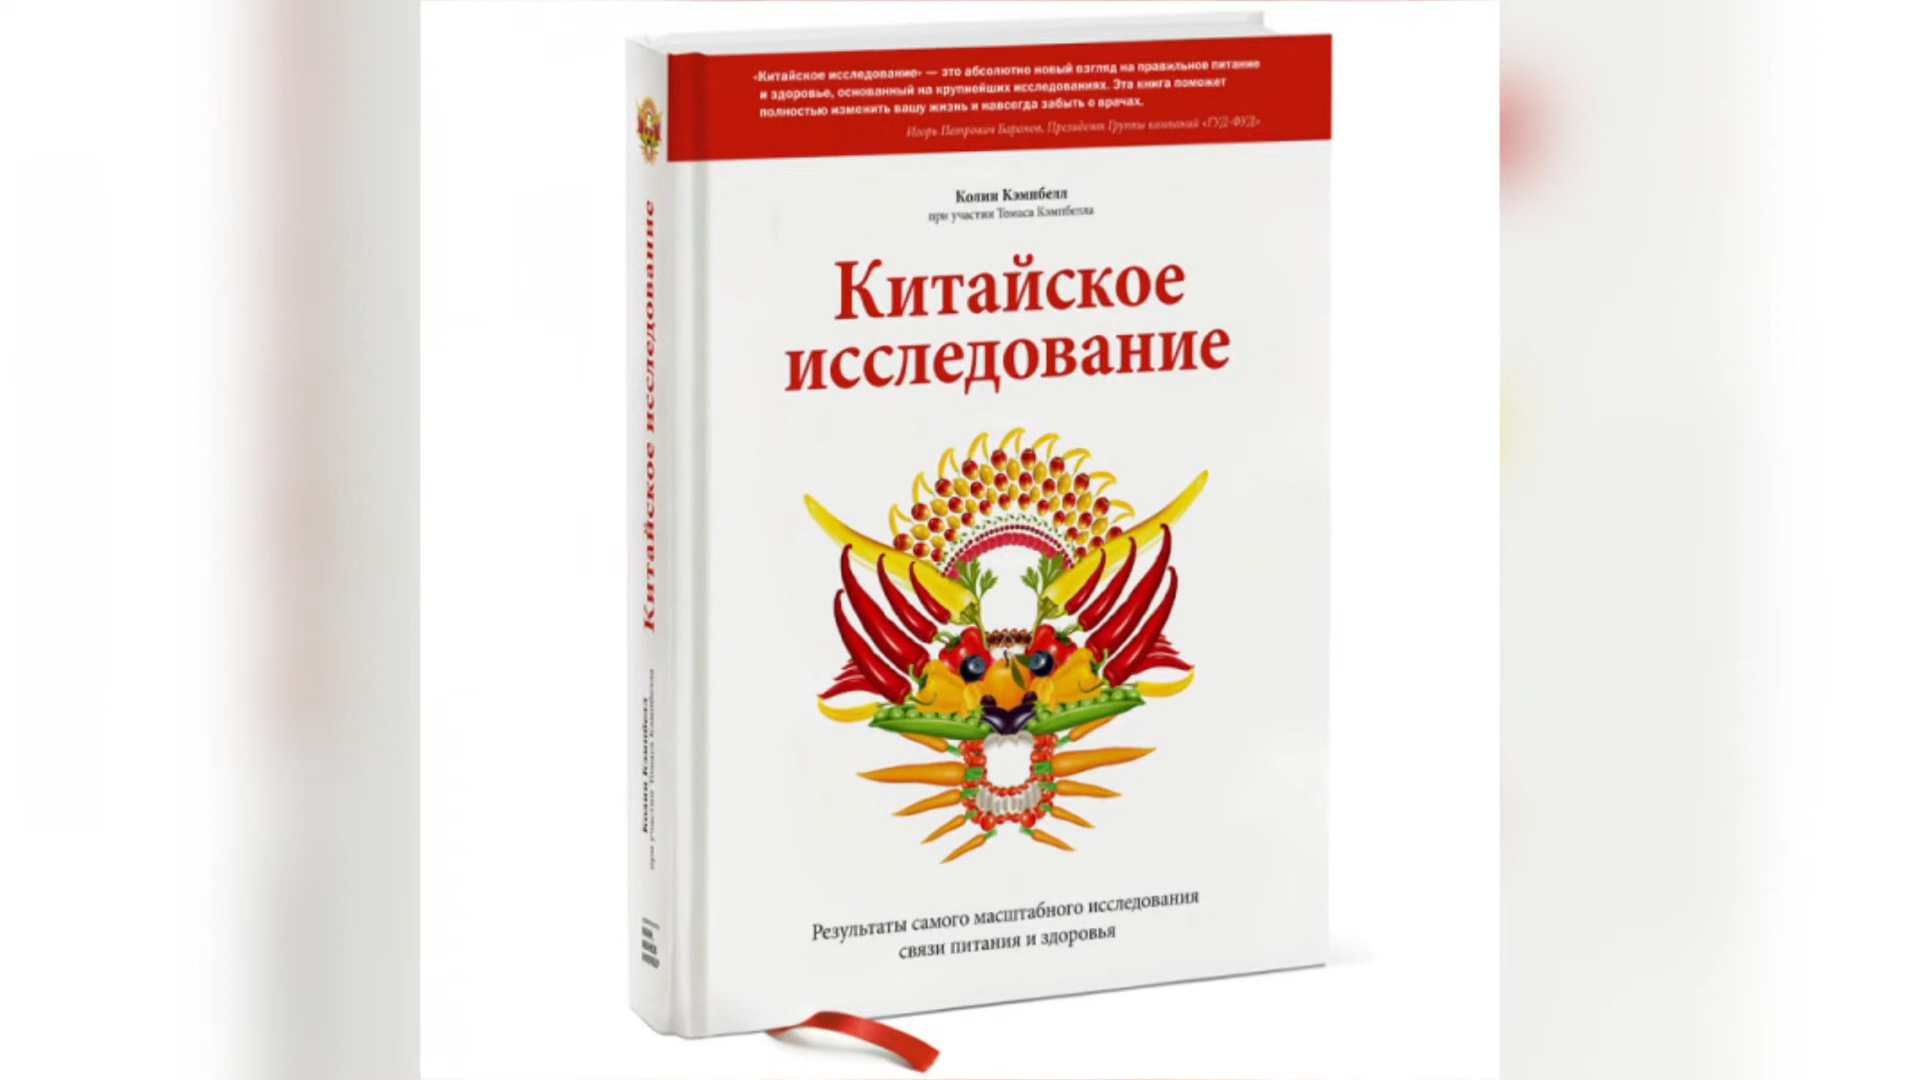 «Китайское исследование» — это абсолютно новый взгляд на правильное питание
и здоровье, основанный на крупнейших исследованиях. Эта книга поможет
полностью изменить вашу жизнь и навсегда забыть о врачах.
Игорь Петрович Баранов, Президент Группы компаний «ГУД-ФУД»
Колин Кэмпбелл
при участии Томаса Кэмпбелла
Китайское
исследование
Результаты самого масштабного исследования
связи питания и здоровья
Китайское исследование
Колин Кэмпбелл
при участии Томаса Кэмпбелла